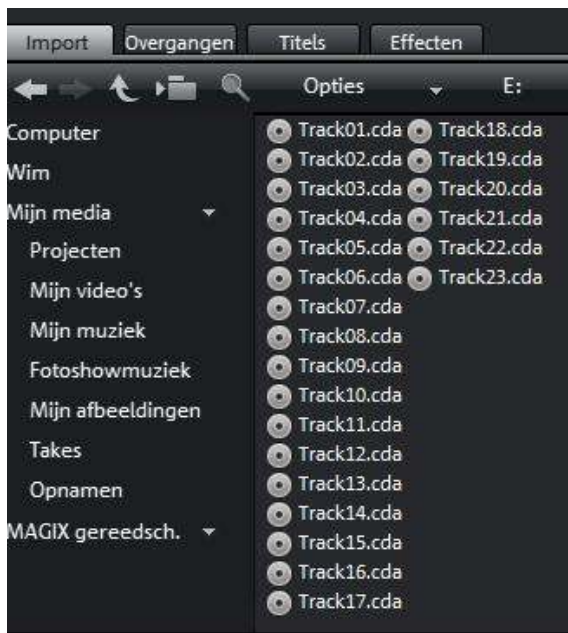 Import Overgangen Titels Effecten
Opties E:
Computer
Wim
Mijn media
Projecten
Mijn video's
Mijn muziek
Fotoshowmuziek
Mijn afbeeldingen
Takes
Opnamen
MAGIX gereedsch.
Track01.cda
Track02.cda
Track03.cda
Track04.cda
Track05.cda
Track06.cda
Track07.cda
Track08.cda
Track09.cda
Track10.cda
Track11.cda
Track12.cda
Track13.cda
Track14.cda
Track15.cda
Track16.cda
Track17.cda
Track18.cda
Track19.cda
Track20.cda
Track21.cda
Track22.cda
Track23.cda